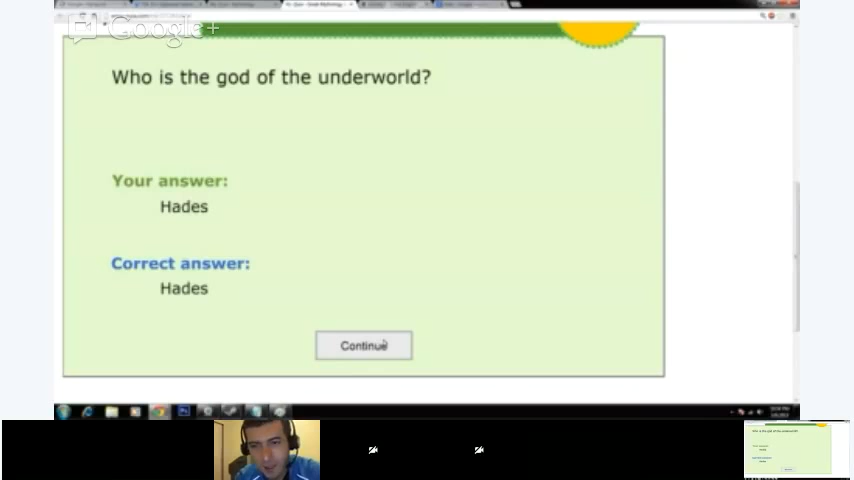 Google+
Who is the god of the underworld?
Your answer:
Hades
Correct answer:
Hades
Continue